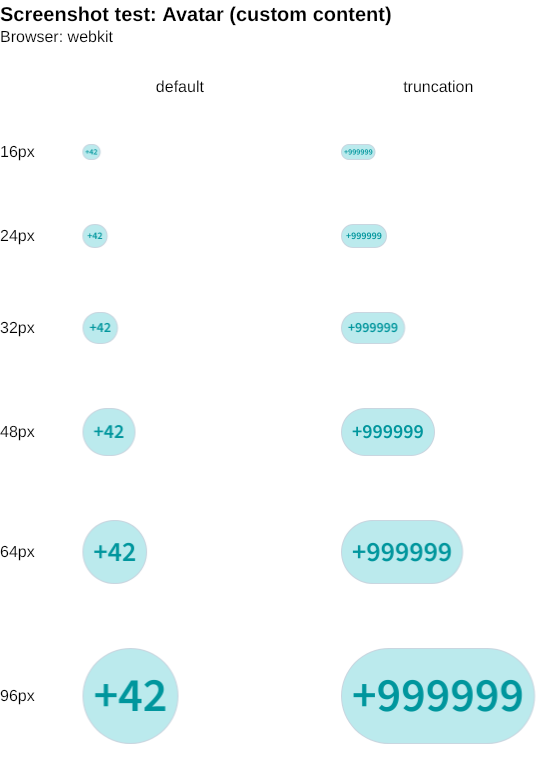 Screenshot test: Avatar (custom content)
Browser: webkit
default truncation
16px +42 +999999
24px +42 +999999
32px +42 +999999
48px +42 +999999
64px +42 +999999
96px +42 +999999